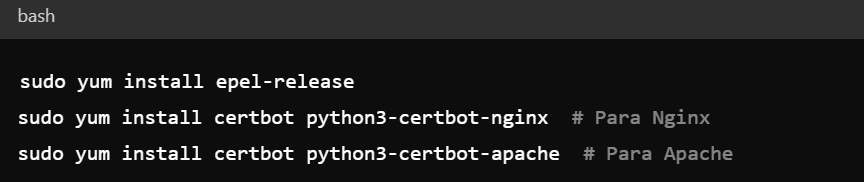 bash
sudo yum install epel-release
sudo yum install certbot python3-certbot-nginx  # Para Nginx
sudo yum install certbot python3-certbot-apache  # Para Apache